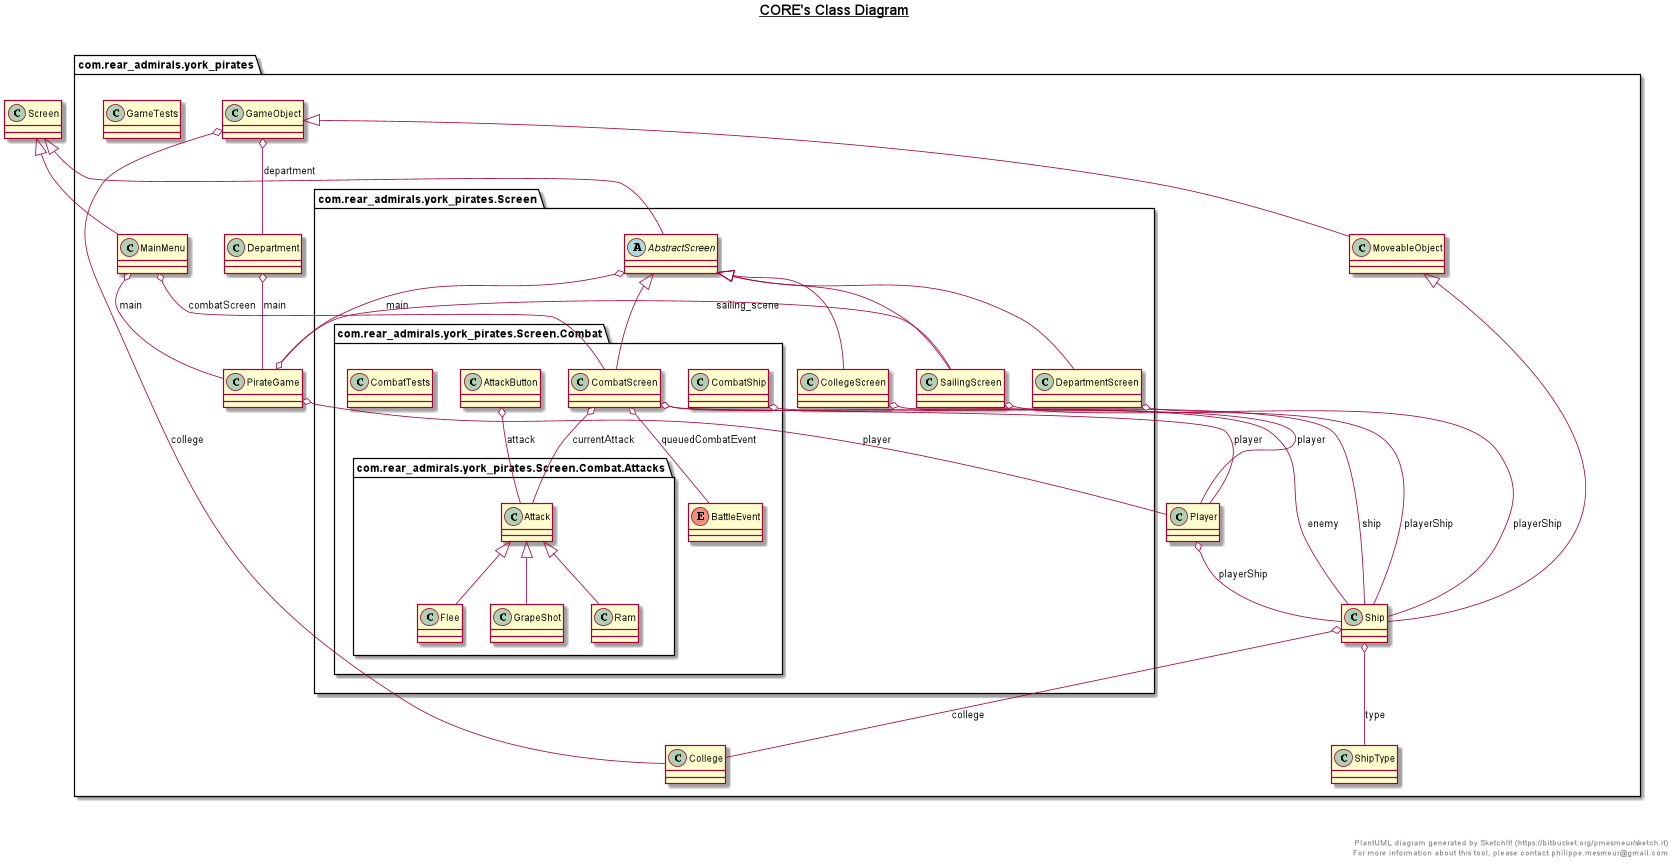 CORE's Class Diagram
com.rear_admirals.york_pirates
C Screen
C GameTests
C GameObject
department
com.rear_admirals.york_pirates.Screen
C MainMenu
C Department
A AbstractScreen
C MoveableObject
main
combatScreen
main
main
sailing_scene
com.rear_admirals.york_pirates.Screen.Combat
C PirateGame
C CombatTests
C AttackButton
C CombatScreen
C CombatShip
C CollegeScreen
C SailingScreen
C DepartmentScreen
college
attack
currentAttack
queuedCombatEvent
player
player
player
com.rear_admirals.york_pirates.Screen.Combat.Attacks
C Attack
E BattleEvent
C Player
enemy
ship
playerShip
playerShip
playerShip
C Flee
C GrapeShot
C Ram
C Ship
college
type
C College
C ShipType
PlantUML diagram generated by SketchIt! (https://bitbucket.org/pmesmeur/sketch.it)
For more information about this tool, please contact philippe.mesmeur@gmail.com